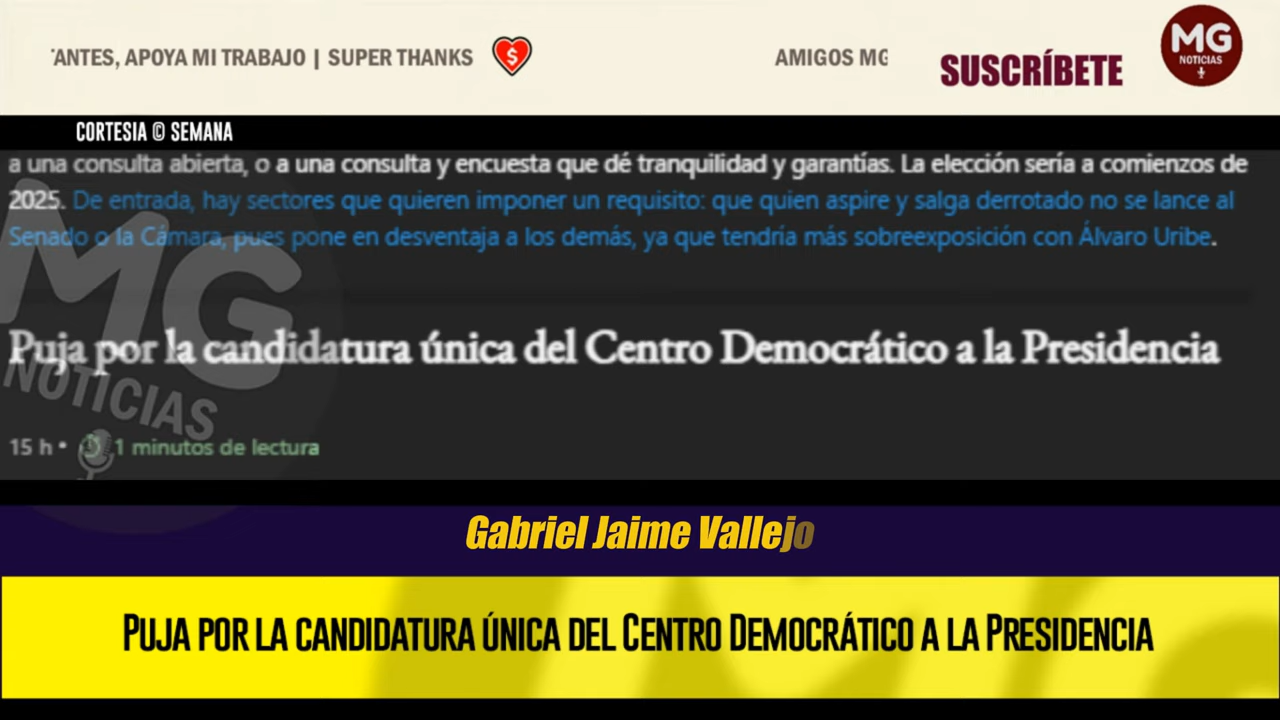 'ANTES, APOYA MI TRABAJO | SUPER THANKS
AMIGOS MG
SUSCRÍBETE
MG
NOTICIAS
CORTESIA © SEMANA
a una consulta abierta, o a una consulta y encuesta que dé tranquilidad y garantías. La elección sería a comienzos de
2025. De entrada, hay sectores que quieren imponer un requisito: que quien aspire y salga derrotado no se lance al
Senado o la Cámara, pues pone en desventaja a los demás, ya que tendría más sobreexposición con Álvaro Uribe.
MG
NOTICIAS
Puja por la candidatura única del Centro Democrático a la Presidencia
15 h • 1 minutos de lectura
Gabriel Jaime Vallejo
PUJA POR LA CANDIDATURA ÚNICA DEL CENTRO DEMOCRÁTICO A LA PRESIDENCIA